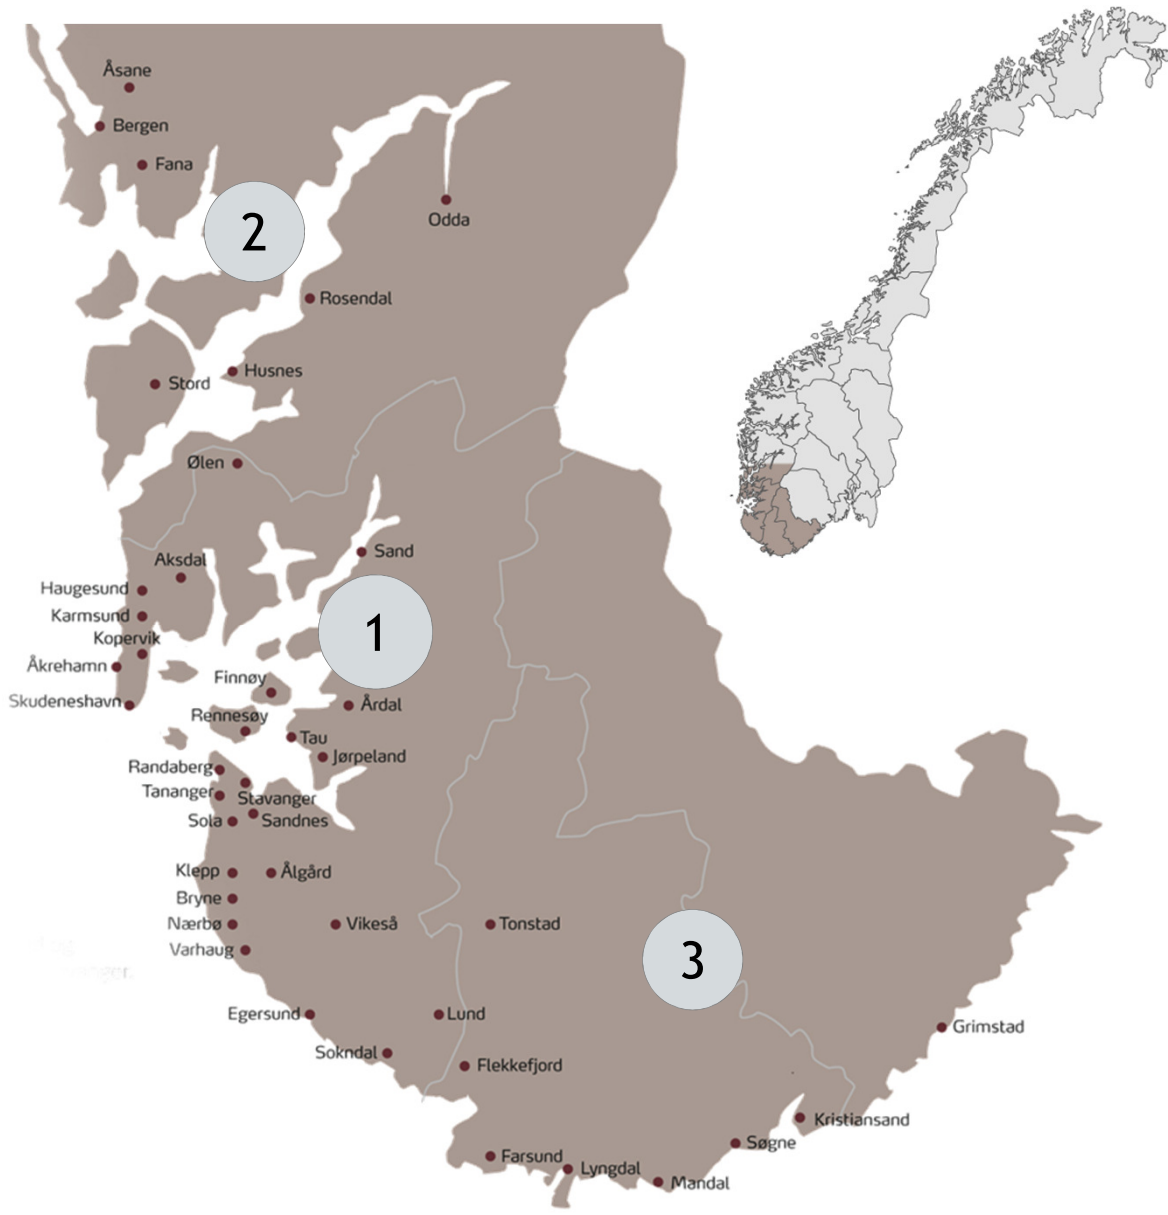 Åsane
Bergen
Fana
2
Odda
Rosendal
Husnes
Stord
Ølen
Sand
Aksdal
Haugesund
Karmsund
1
Kopervik
Åkrehamn
Finnøy
Skudeneshavn
Årdal
Rennesøy
Tau
Jørpeland
Randaberg
Tananger
Stavanger
Sola
Sandnes
Klepp
Ålgård
Bryne
Nærbø
Vikeså
Tonstad
Varhaug
3
Egersund
Lund
Grimstad
Sokndal
Flekkefjord
Kristiansand
Søgne
Farsund
Lyngdal
Mandal